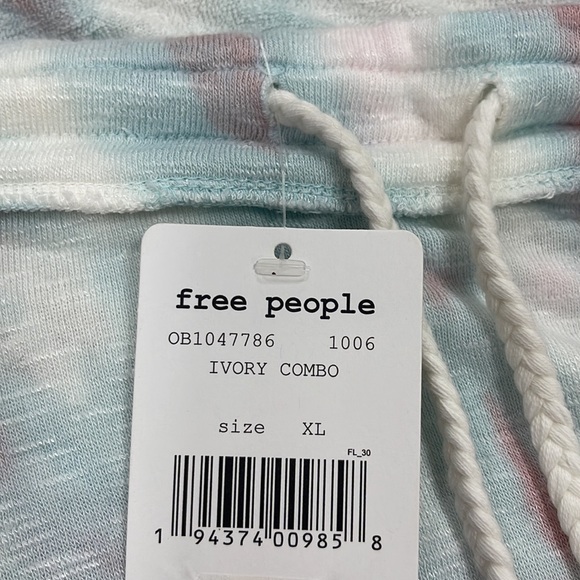 free people
OB1047786 1006
IVORY COMBO
size XL
FL_30
1 94374 00985 8